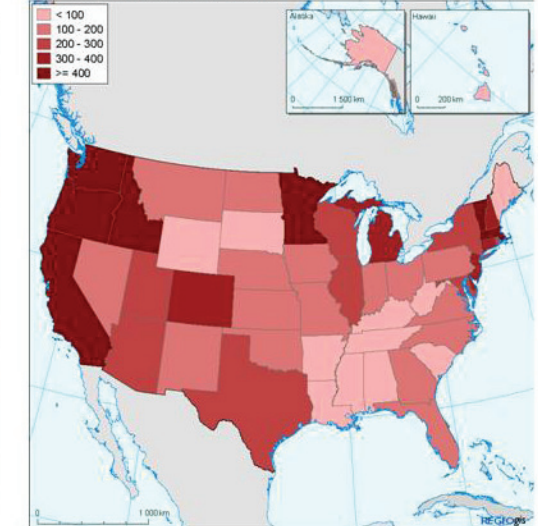 < 100
100 - 200
200 - 300
300 - 400
>= 400
Alaska
0 1 500 km
Hawaii
0 200 km
0 1 000 km
REGIOgis